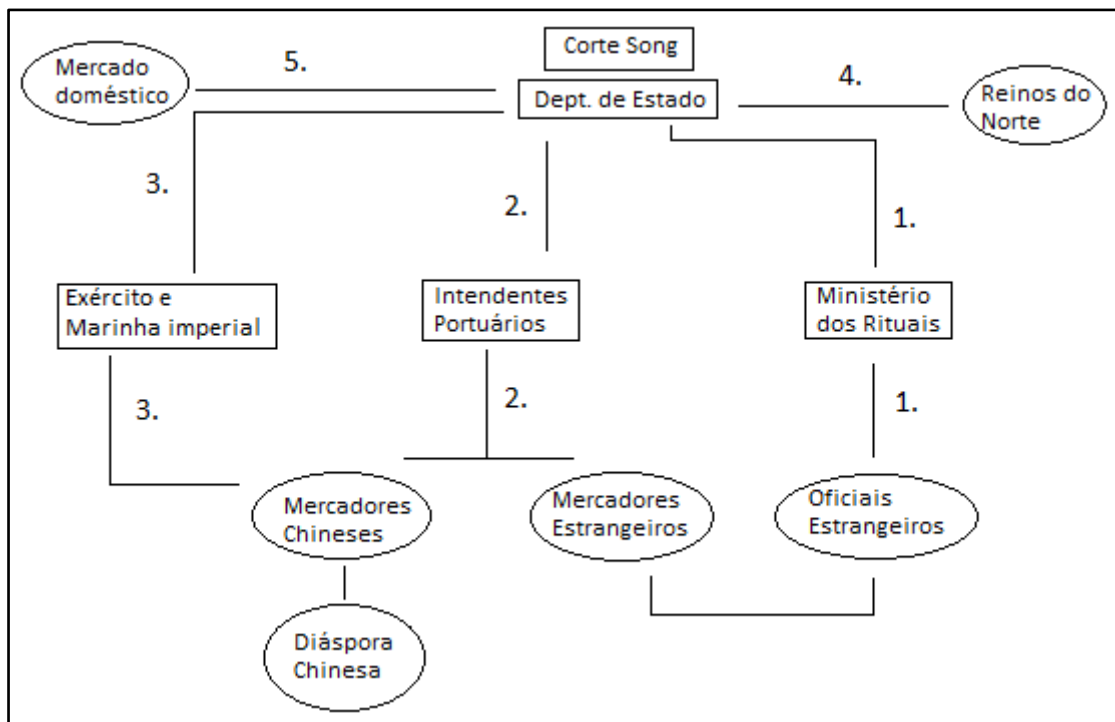 Corte Song
Mercado
doméstico
5.
Dept. de Estado
4.
Reinos do
Norte
3.
2.
1.
Exército e
Marinha imperial
Intendentes
Portuários
Ministério
dos Rituais
3.
2.
1.
Mercadores
Chineses
Mercadores
Estrangeiros
Oficiais
Estrangeiros
Diáspora
Chinesa